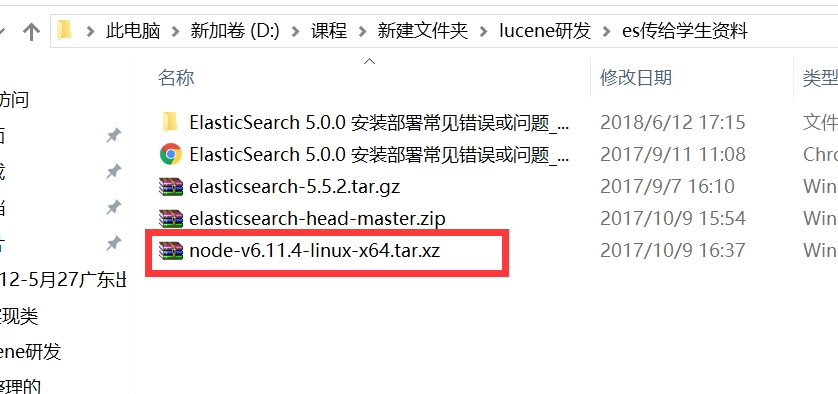 此电脑 > 新加卷 (D:) > 课程 > 新建文件夹 > lucene研发 > es传给学生资料
名称 修改日期 类型
访问
ElasticSearch 5.0.0 安装部署常见错误或问题_... 2018/6/12 17:15 文件
ElasticSearch 5.0.0 安装部署常见错误或问题_... 2017/9/11 11:08 Chro
elasticsearch-5.5.2.tar.gz 2017/9/7 16:10 Win
elasticsearch-head-master.zip 2017/10/9 15:54 Win
node-v6.11.4-linux-x64.tar.xz 2017/10/9 16:37 Win
12-5月27广东出
现类
ene研发
整理的